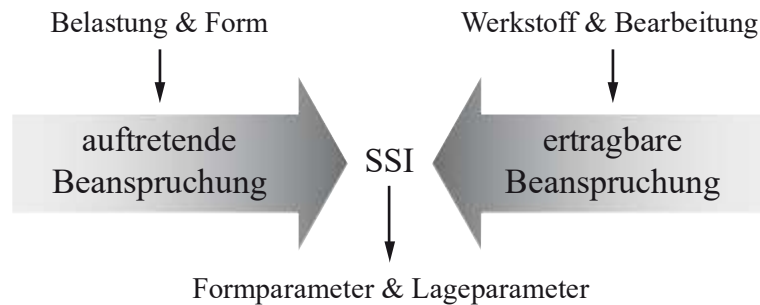 Belastung & Form
Werkstoff & Bearbeitung
auftretende
Beanspruchung
SSI
ertragbare
Beanspruchung
Formparameter & Lageparameter